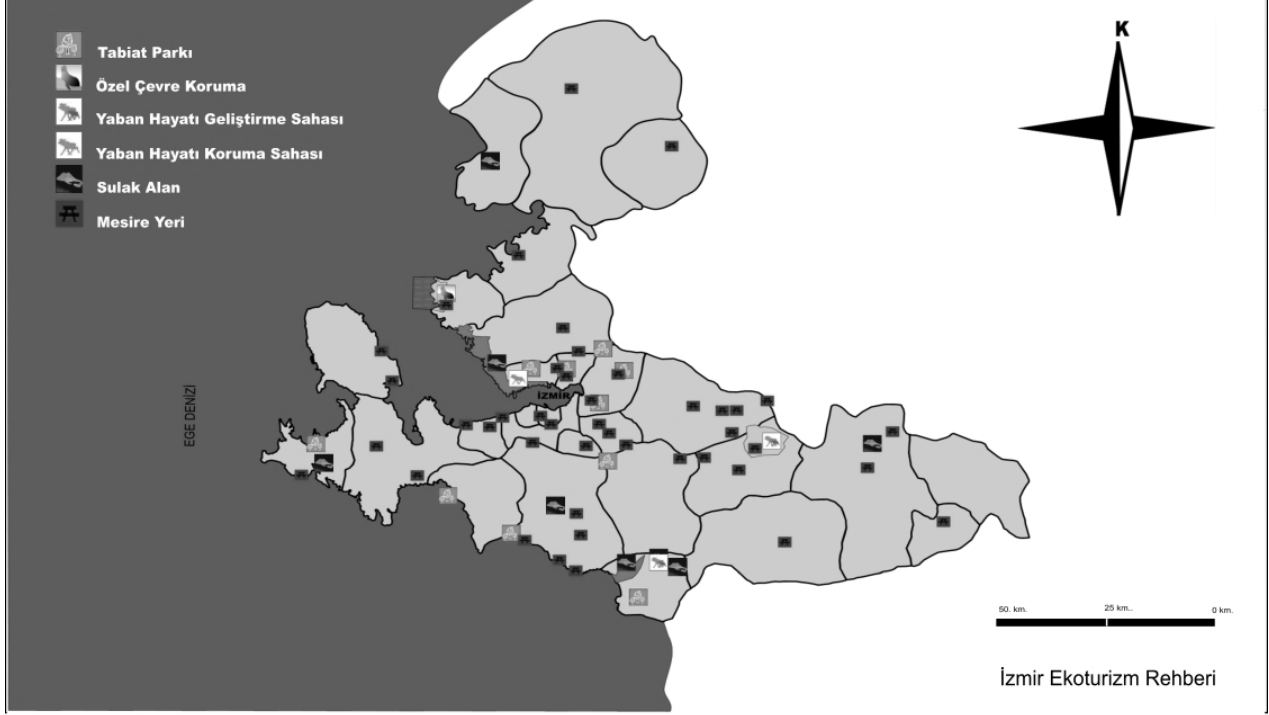 Tabiat Parkı
Özel Çevre Koruma
Yaban Hayatı Geliştirme Sahası
Yaban Hayatı Koruma Sahası
Sulak Alan
Mesire Yeri
K
EGE DENİZİ
İZMİR
50. km. 25 km.. 0 km.
İzmir Ekoturizm Rehberi